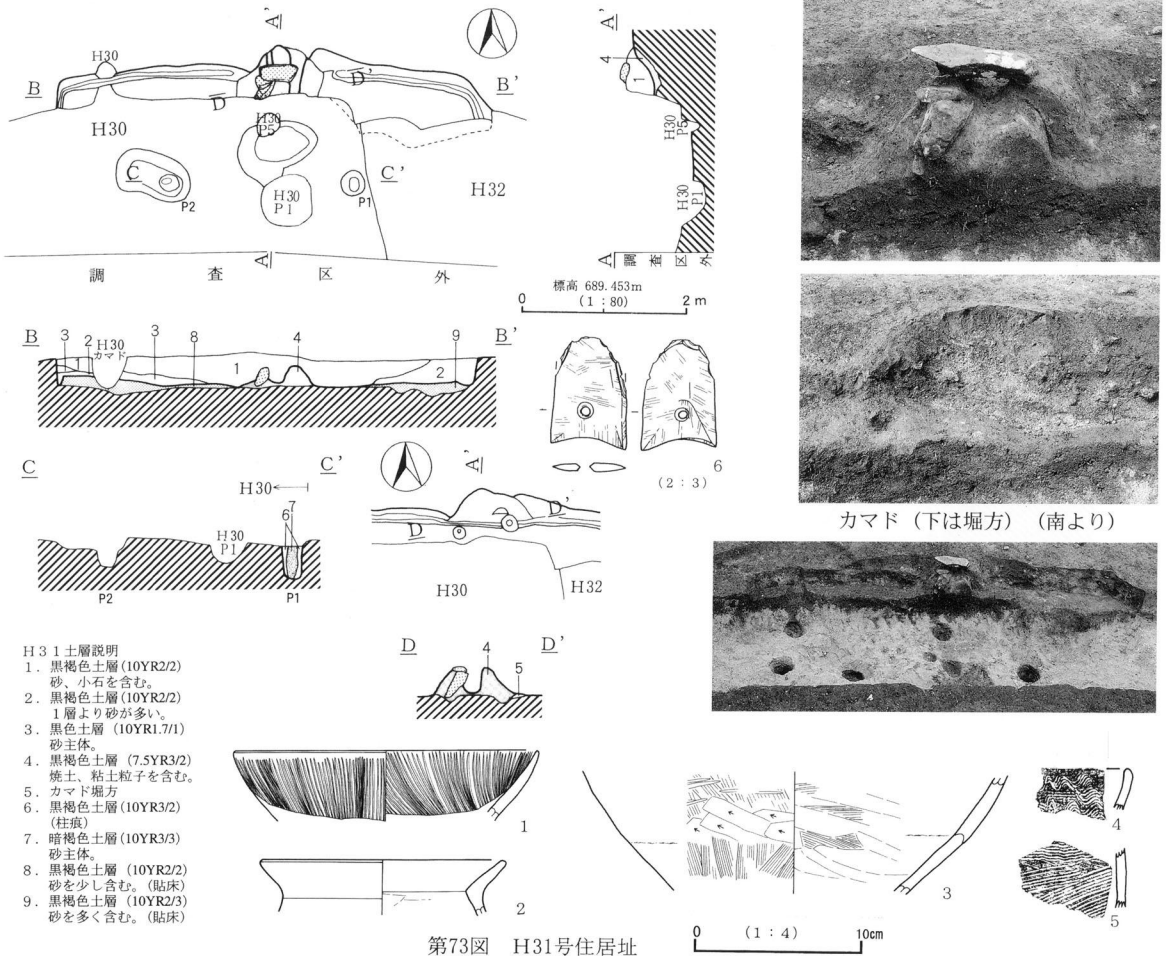 A'
H30
B
D'
B'
D
H30
H30
P5
C
C'
H32
P2
H30
P1
P1
A
調査区外
A'
4
1
H30
P5
H30
P1
A
調査区外
標高 689.453m
0 (1:80) 2m
B
3 2 H30 3 8 4 9
カマド
B'
1 1 2
6
(2:3)
C
C'
H30←
7
6
H30
P1
P2
P1
A'
D'
D
H30
H32
カマド(下は堀方)(南より)
D 4 D'
5
H31土層説明
1. 黒褐色土層(10YR2/2)
砂、小石を含む。
2. 黒褐色土層(10YR2/2)
1層より砂が多い。
3. 黒色土層(10YR1.7/1)
砂主体。
4. 黒褐色土層(7.5YR3/2)
焼土、粘土粒子を含む。
5. カマド堀方
6. 黒褐色土層(10YR3/2)
(柱痕)
7. 暗褐色土層(10YR3/3)
砂主体。
8. 黒褐色土層(10YR2/2)
砂を少し含む。(貼床)
9. 黒褐色土層(10YR2/3)
砂を多く含む。(貼床)
1
2
3
4
5
0 (1:4) 10cm
第73図 H31号住居址